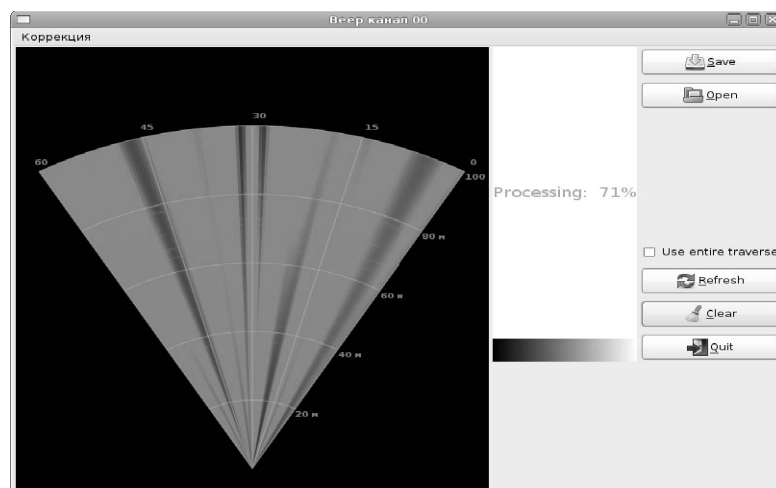 Веер канал 00
Коррекция
60
45
30
15
0
100
80 м
60 м
40 м
20 м
Processing: 71%
Save
Open
Use entire traverse
Refresh
Clear
Quit